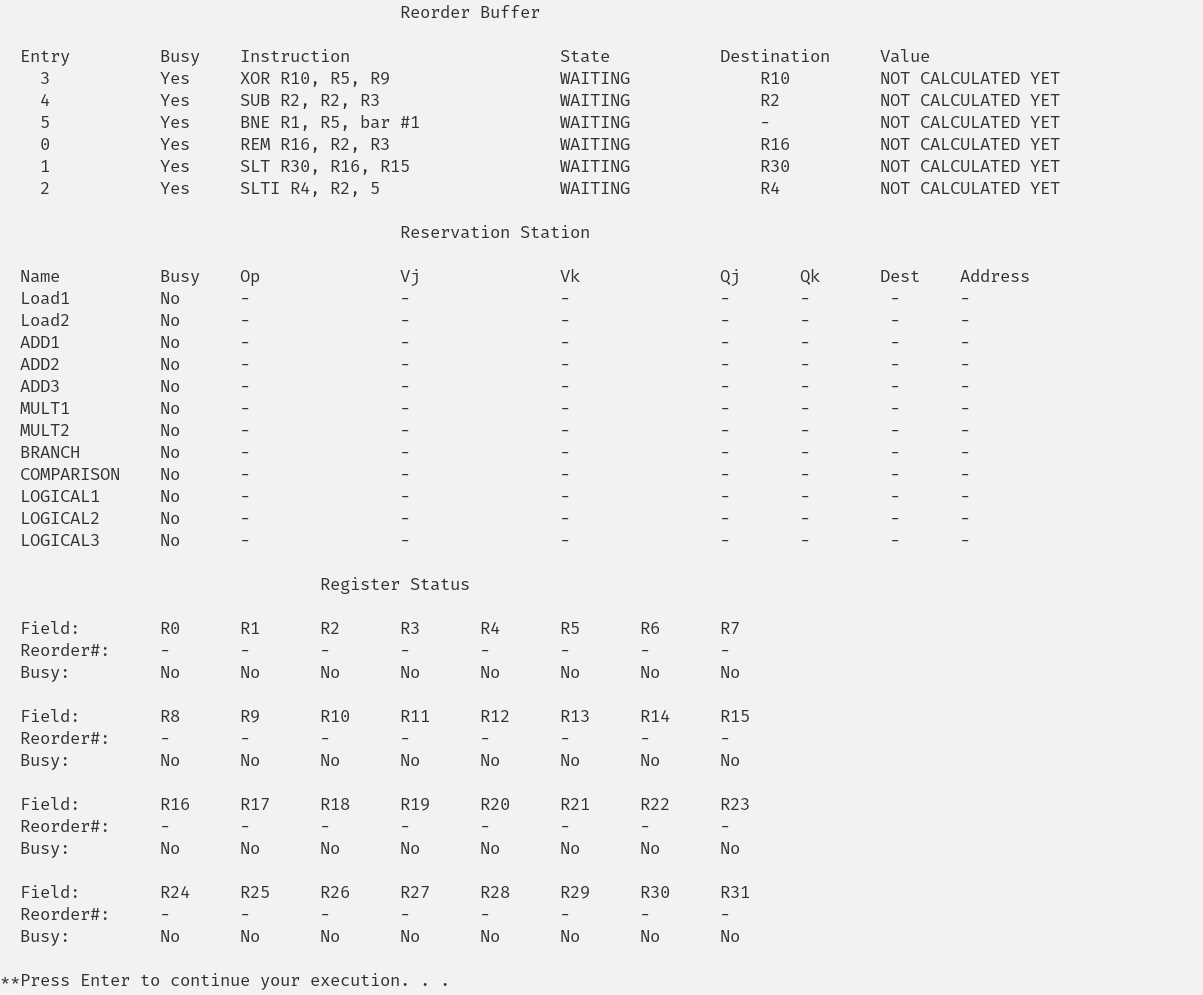 Reorder Buffer
Entry Busy Instruction State Destination Value
3 Yes XOR R10, R5, R9 WAITING R10 NOT CALCULATED YET
4 Yes SUB R2, R2, R3 WAITING R2 NOT CALCULATED YET
5 Yes BNE R1, R5, bar #1 WAITING - NOT CALCULATED YET
0 Yes REM R16, R2, R3 WAITING R16 NOT CALCULATED YET
1 Yes SLT R30, R16, R15 WAITING R30 NOT CALCULATED YET
2 Yes SLTI R4, R2, 5 WAITING R4 NOT CALCULATED YET
Reservation Station
Name Busy Op Vj Vk Qj Qk Dest Address
Load1 No - - - - - - -
Load2 No - - - - - - -
ADD1 No - - - - - - -
ADD2 No - - - - - - -
ADD3 No - - - - - - -
MULT1 No - - - - - - -
MULT2 No - - - - - - -
BRANCH No - - - - - - -
COMPARISON No - - - - - - -
LOGICAL1 No - - - - - - -
LOGICAL2 No - - - - - - -
LOGICAL3 No - - - - - - -
Register Status
Field: R0 R1 R2 R3 R4 R5 R6 R7
Reorder#: - - - - - - - -
Busy: No No No No No No No No
Field: R8 R9 R10 R11 R12 R13 R14 R15
Reorder#: - - - - - - - -
Busy: No No No No No No No No
Field: R16 R17 R18 R19 R20 R21 R22 R23
Reorder#: - - - - - - - -
Busy: No No No No No No No No
Field: R24 R25 R26 R27 R28 R29 R30 R31
Reorder#: - - - - - - - -
Busy: No No No No No No No No
**Press Enter to continue your execution. . .